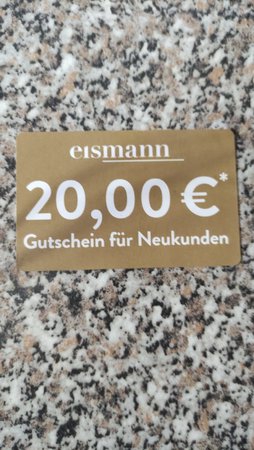 eismann
20,00 €*
Gutschein für Neukunden